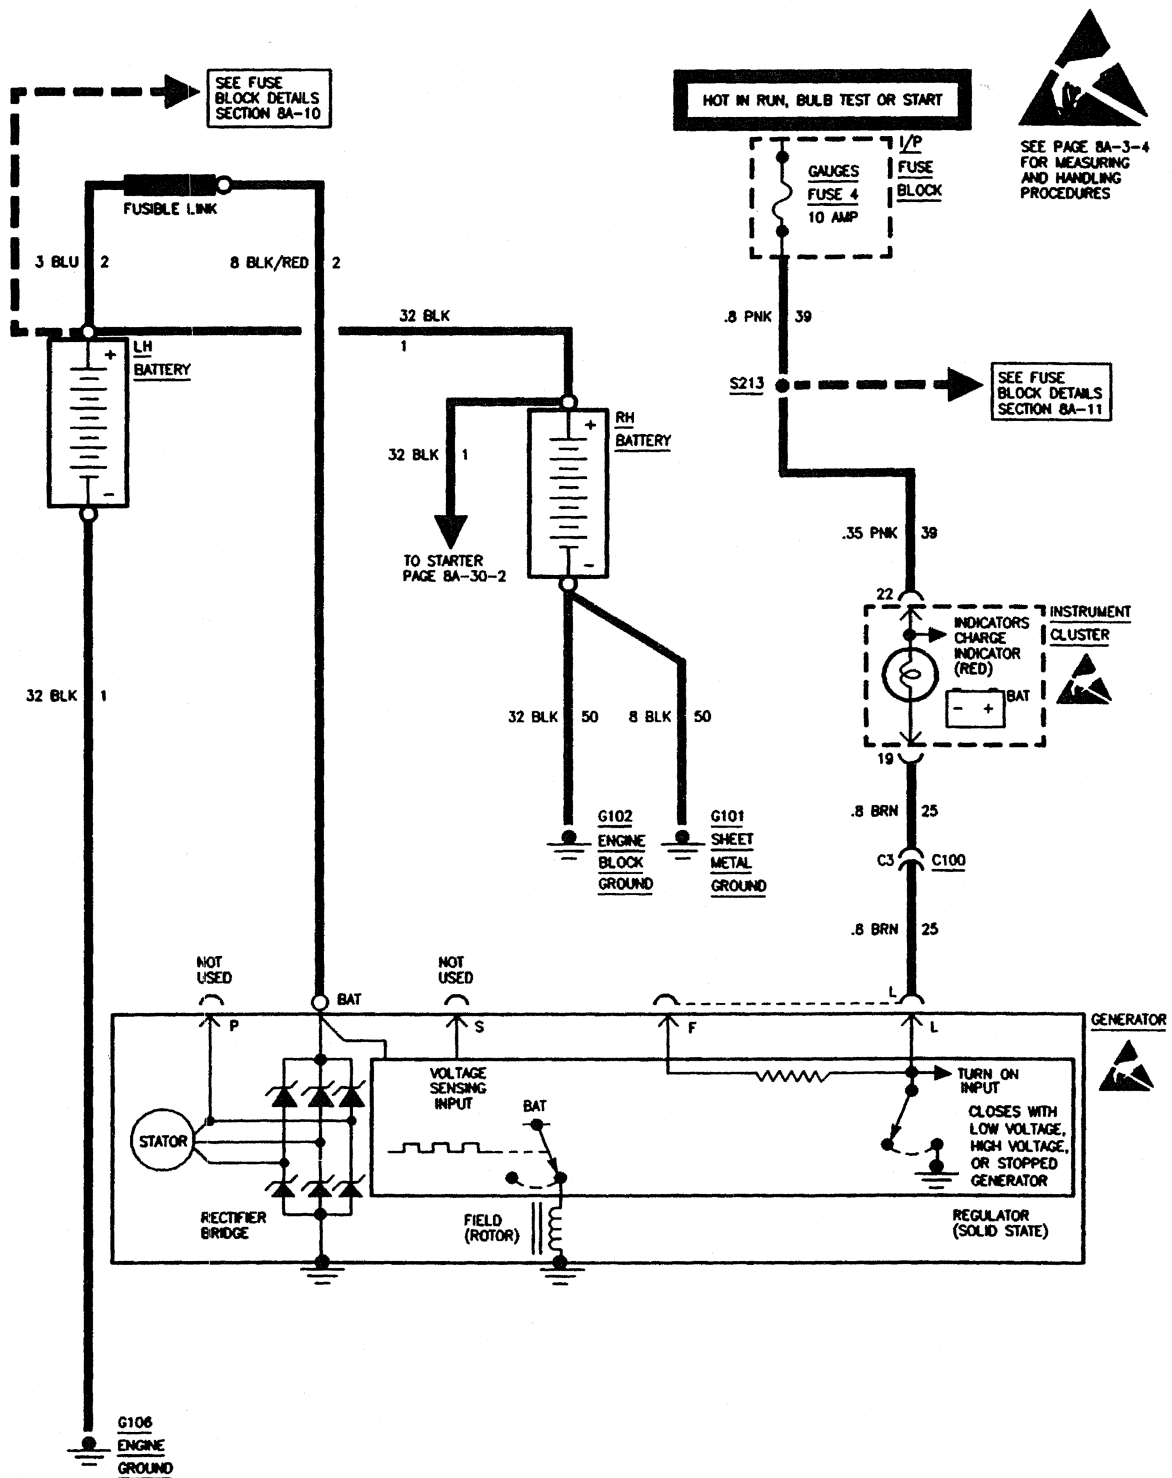 SEE FUSE
BLOCK DETAILS
SECTION 8A-10
HOT IN RUN, BULB TEST OR START
SEE PAGE 8A-3-4
FOR MEASURING
AND HANDLING
PROCEDURES
I/P
FUSE
BLOCK
GAUGES
FUSE 4
10 AMP
FUSIBLE LINK
3 BLU 2
8 BLK/RED 2
32 BLK
1
.8 PNK 39
LH
BATTERY
+
-
S213
SEE FUSE
BLOCK DETAILS
SECTION 8A-11
RH
BATTERY
+
-
32 BLK 1
TO STARTER
PAGE 8A-30-2
.35 PNK 39
22
INDICATORS
CHARGE
INDICATOR
(RED)
INSTRUMENT
CLUSTER
BAT
- +
19
32 BLK 1
32 BLK 50
8 BLK 50
.8 BRN 25
G102
ENGINE
BLOCK
GROUND
G101
SHEET
METAL
GROUND
C3 C100
.8 BRN 25
NOT
USED
NOT
USED
BAT
L
P
S
F
L
GENERATOR
VOLTAGE
SENSING
INPUT
TURN ON
INPUT
BAT
CLOSES WITH
LOW VOLTAGE,
HIGH VOLTAGE,
OR STOPPED
GENERATOR
STATOR
RECTIFIER
BRIDGE
FIELD
(ROTOR)
REGULATOR
(SOLID STATE)
G106
ENGINE
GROUND